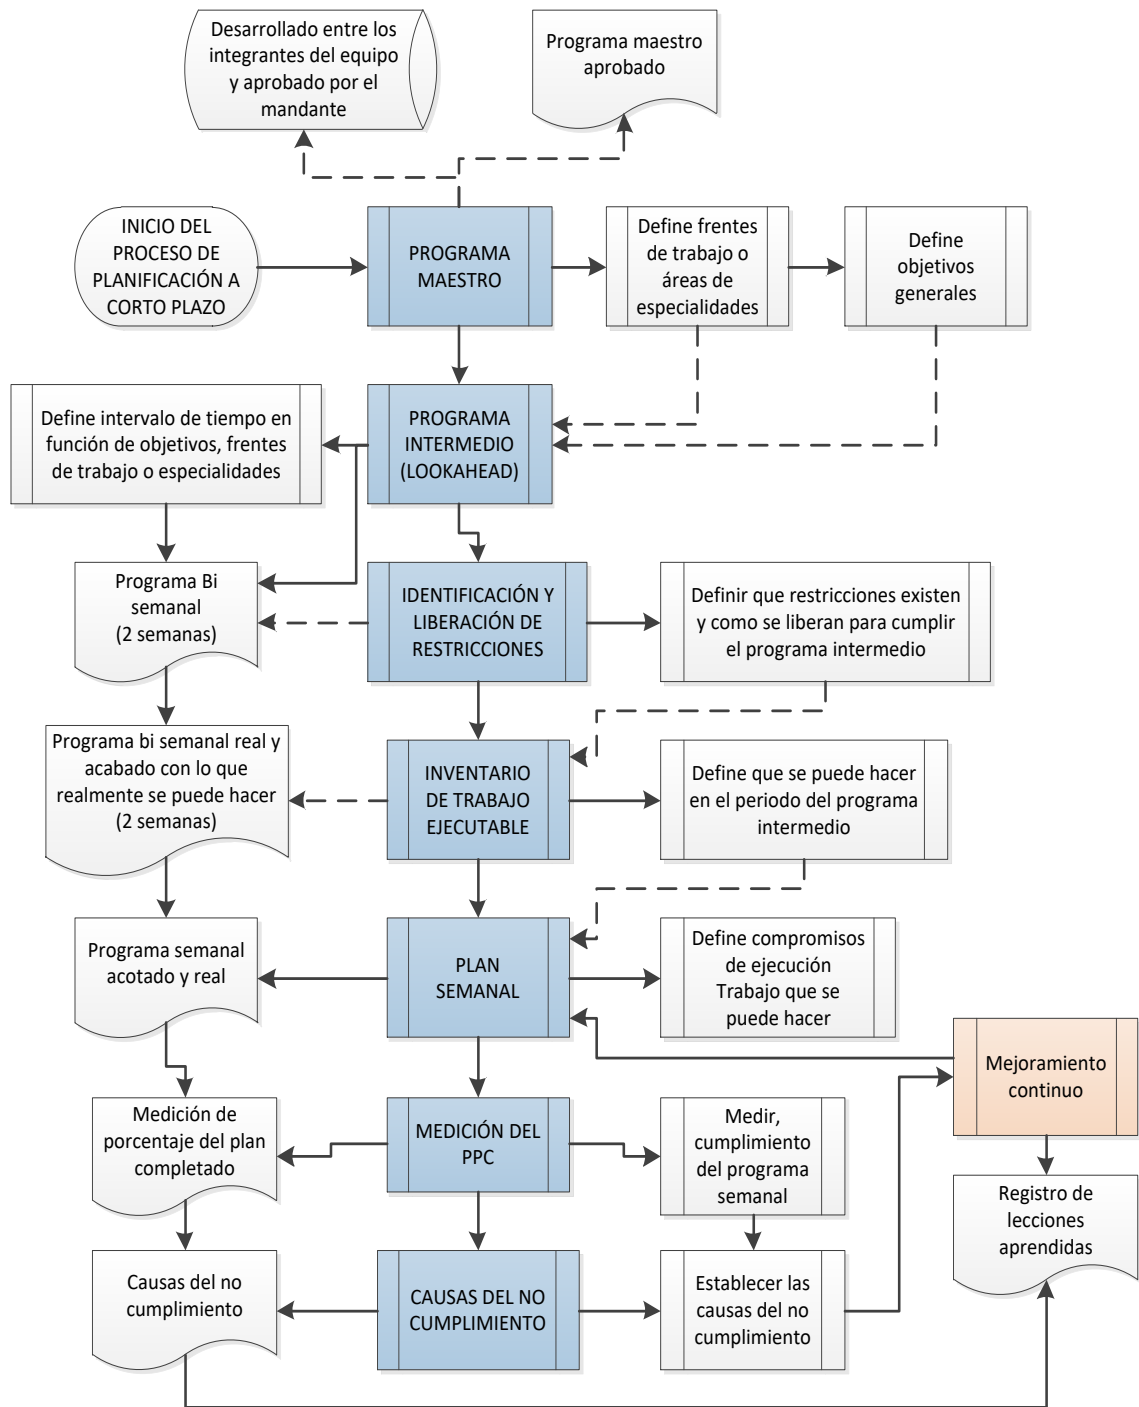 Desarrollado entre los
integrantes del equipo
y aprobado por el
mandante
Programa maestro
aprobado
INICIO DEL
PROCESO DE
PLANIFICACIÓN A
CORTO PLAZO
PROGRAMA
MAESTRO
Define frentes
de trabajo o
áreas de
especialidades
Define
objetivos
generales
Define intervalo de tiempo en
función de objetivos, frentes
de trabajo o especialidades
PROGRAMA
INTERMEDIO
(LOOKAHEAD)
Programa Bi
semanal
(2 semanas)
IDENTIFICACIÓN Y
LIBERACIÓN DE
RESTRICCIONES
Definir que restricciones existen
y como se liberan para cumplir
el programa intermedio
Programa bi semanal real y
acabado con lo que
realmente se puede hacer
(2 semanas)
INVENTARIO
DE TRABAJO
EJECUTABLE
Define que se puede hacer
en el periodo del programa
intermedio
Programa semanal
acotado y real
PLAN
SEMANAL
Define compromisos
de ejecución
Trabajo que se
puede hacer
Mejoramiento
continuo
Medición de
porcentaje del plan
completado
MEDICIÓN DEL
PPC
Medir,
cumplimiento
del programa
semanal
Registro de
lecciones
aprendidas
Causas del no
cumplimiento
CAUSAS DEL NO
CUMPLIMIENTO
Establecer las
causas del no
cumplimiento